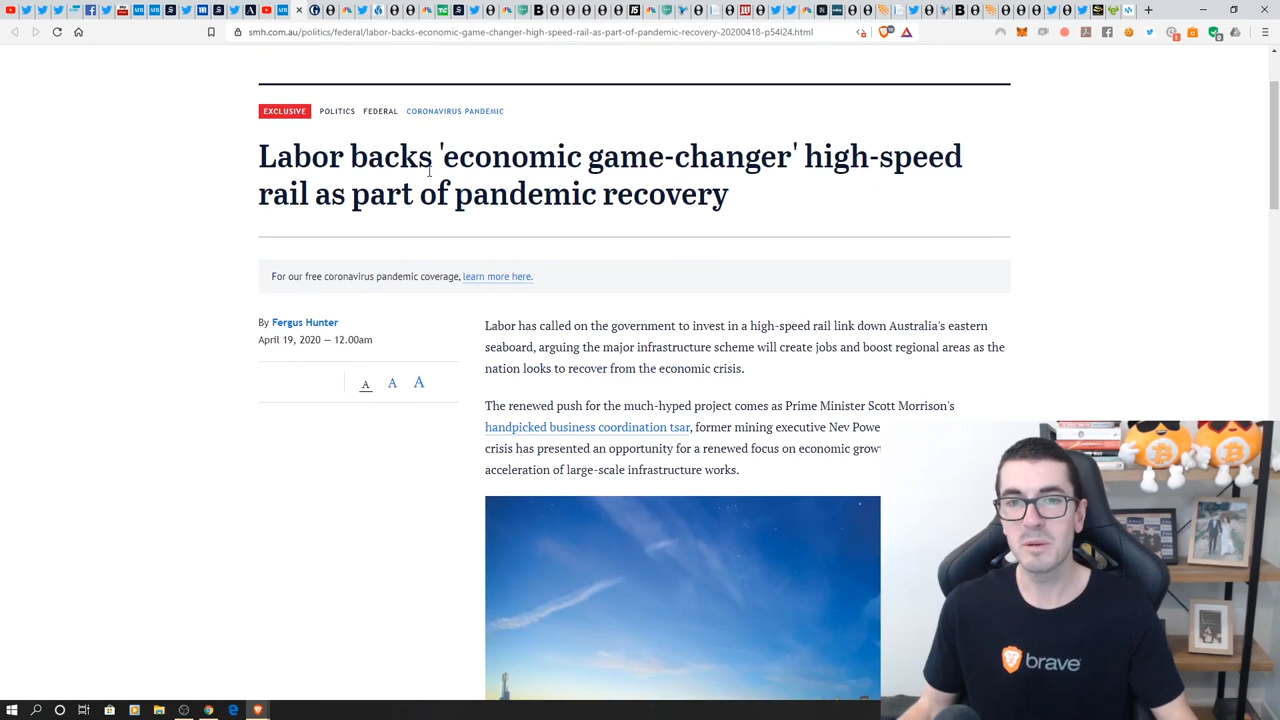 smh.com.au/politics/federal/labor-backs-economic-game-changer-high-speed-rail-as-part-of-pandemic-recovery-20200418-p54l24.html
EXCLUSIVE POLITICS FEDERAL CORONAVIRUS PANDEMIC
Labor backs 'economic game-changer' high-speed
rail as part of pandemic recovery
For our free coronavirus pandemic coverage, learn more here.
By Fergus Hunter
April 19, 2020 — 12.00am
A A A
Labor has called on the government to invest in a high-speed rail link down Australia's eastern
seaboard, arguing the major infrastructure scheme will create jobs and boost regional areas as the
nation looks to recover from the economic crisis.
The renewed push for the much-hyped project comes as Prime Minister Scott Morrison's
handpicked business coordination tsar, former mining executive Nev Powe
crisis has presented an opportunity for a renewed focus on economic grow
acceleration of large-scale infrastructure works.
brave